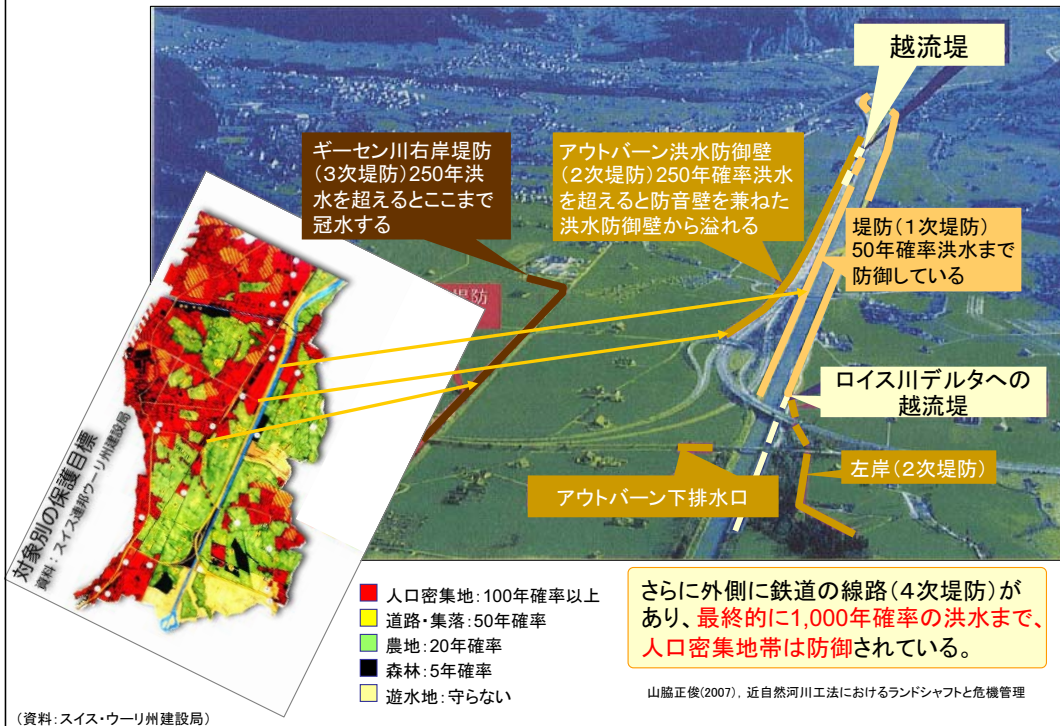 越流堤
ギーセン川右岸堤防
(3次堤防)250年洪
水を超えるとここまで
冠水する
アウトバーン洪水防御壁
(2次堤防)250年確率洪水
を超えると防音壁を兼ねた
洪水防御壁から溢れる
堤防(1次堤防)
50年確率洪水まで
防御している
堤防
ロイス川デルタへの
越流堤
左岸(2次堤防)
アウトバーン下排水口
対象別の保護目標
資料:スイス連邦ウーリ州建設局
人口密集地:100年確率以上
道路・集落:50年確率
農地:20年確率
森林:5年確率
遊水地:守らない
さらに外側に鉄道の線路(4次堤防)が
あり、最終的に1,000年確率の洪水まで、
人口密集地帯は防御されている。
山脇正俊(2007), 近自然河川工法におけるランドシャフトと危機管理
(資料:スイス・ウーリ州建設局)